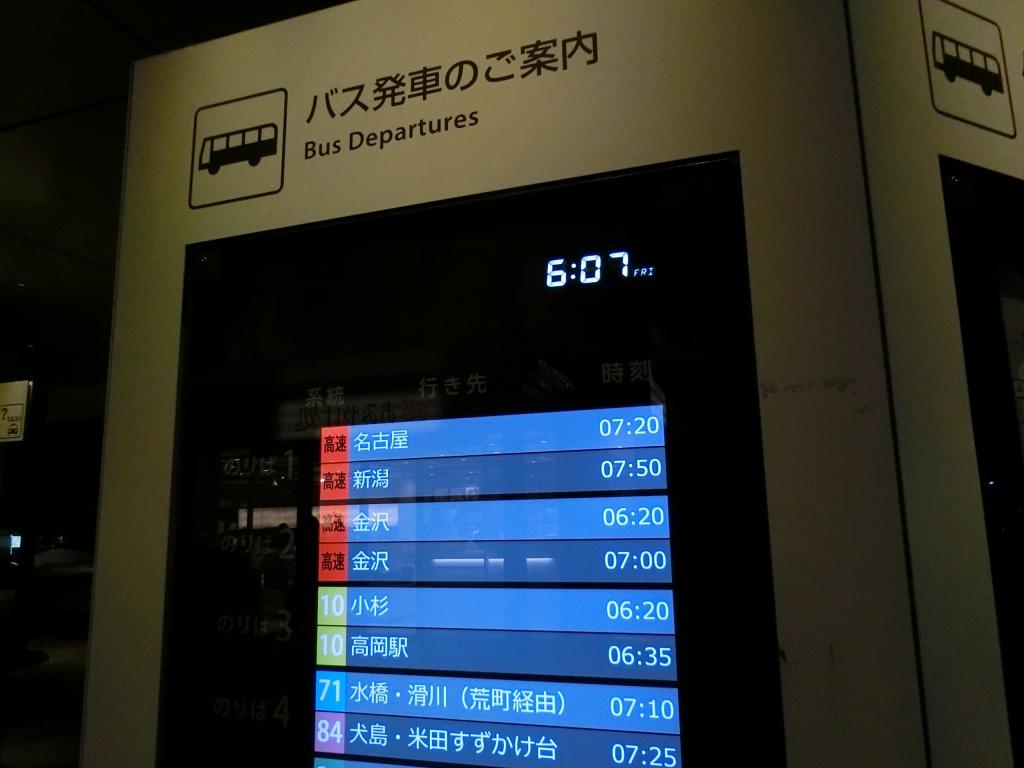 バス発車のご案内
Bus Departures
6:07 FRI
系統 行き先 時刻
のりば 1
高速 名古屋 07:20
高速 新潟 07:50
のりば 2
高速 金沢 06:20
高速 金沢 07:00
のりば 3
10 小杉 06:20
10 高岡駅 06:35
のりば 4
71 水橋・滑川（荒町経由） 07:10
84 犬島・米田すずかけ台 07:25
?
TAXI